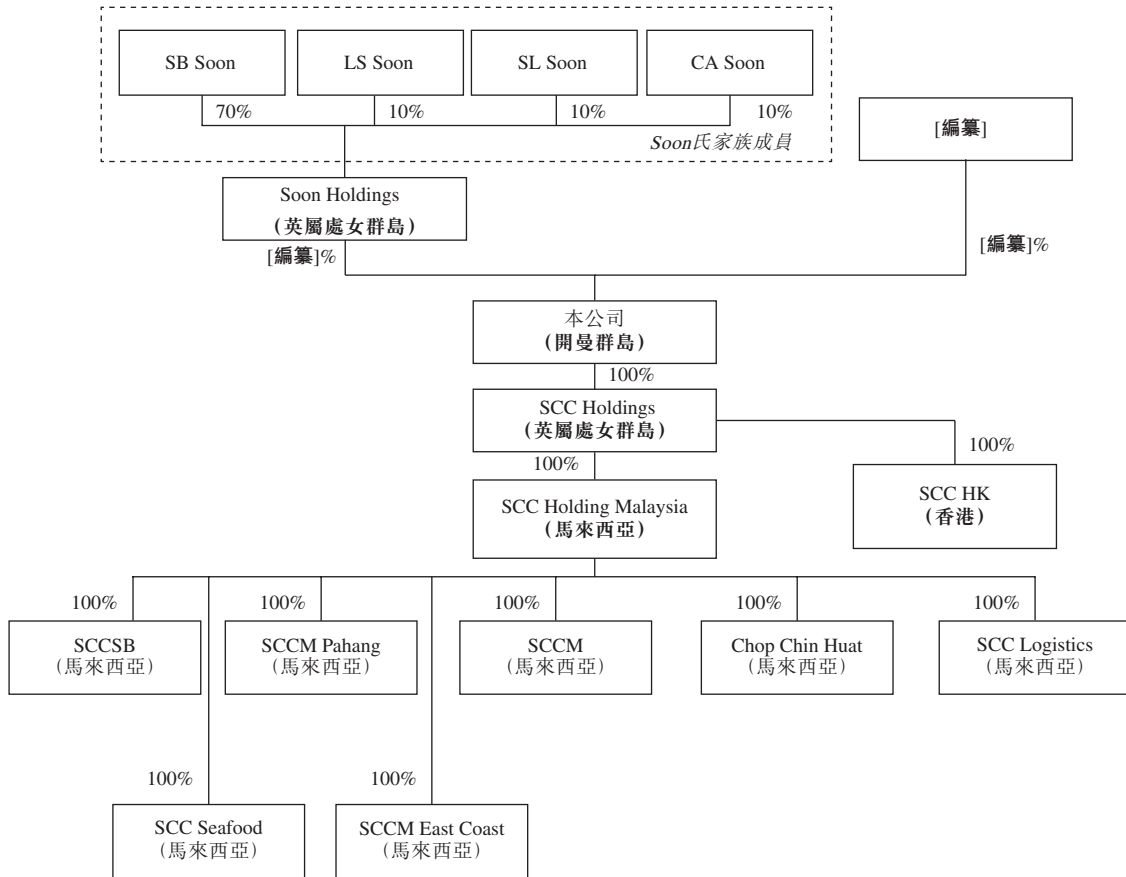 SB Soon
LS Soon
SL Soon
CA Soon
70%
10%
10%
10%
Soon氏家族成員
[編纂]
Soon Holdings
(英屬處女群島)
[編纂]%
[編纂]%
本公司
(開曼群島)
100%
SCC Holdings
(英屬處女群島)
100%
100%
SCC Holding Malaysia
(馬來西亞)
SCC HK
(香港)
100%
100%
100%
100%
100%
SCCSB
(馬來西亞)
SCCM Pahang
(馬來西亞)
SCCM
(馬來西亞)
Chop Chin Huat
(馬來西亞)
SCC Logistics
(馬來西亞)
100%
100%
SCC Seafood
(馬來西亞)
SCCM East Coast
(馬來西亞)